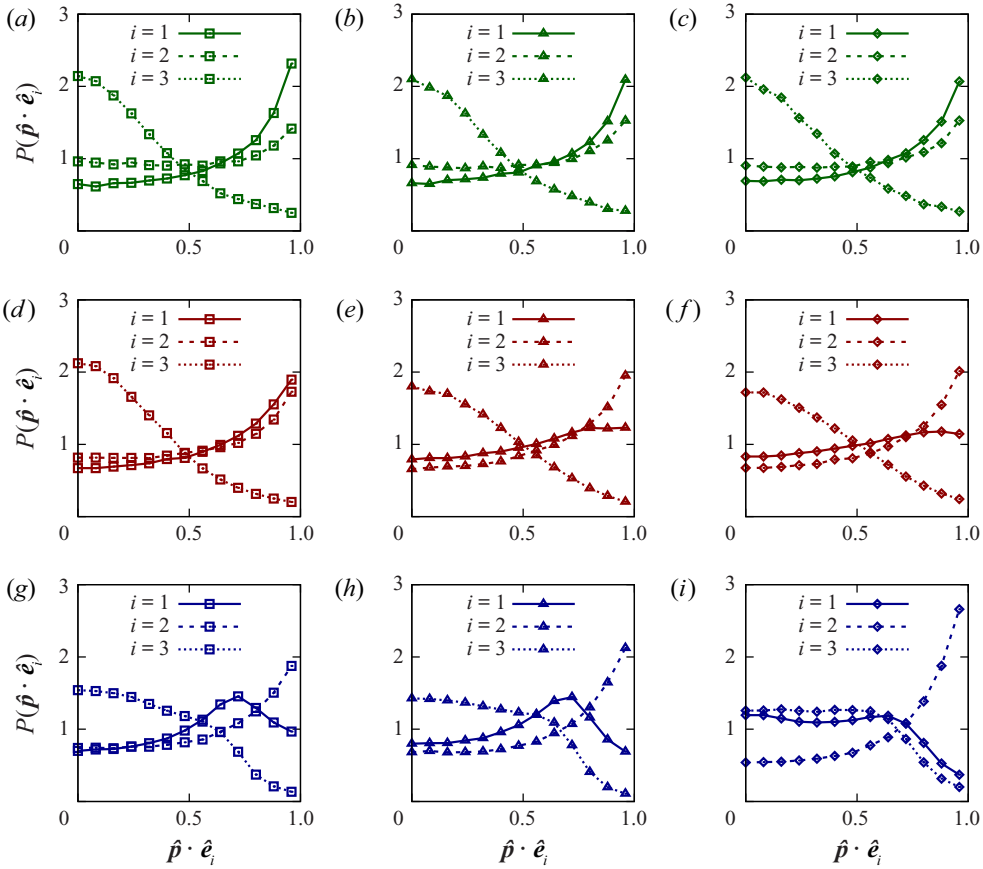 (a) (b) (c)
3 3 3
i = 1 i = 1 i = 1
i = 2 i = 2 i = 2
2 i = 3 2 i = 3 2 i = 3
P(p̂ · ê_i)
1 1 1
0 0.5 1.0 0 0.5 1.0 0 0.5 1.0
(d) (e) (f)
3 3 3
i = 1 i = 1 i = 1
i = 2 i = 2 i = 2
2 i = 3 2 i = 3 2 i = 3
P(p̂ · ê_i)
1 1 1
0 0.5 1.0 0 0.5 1.0 0 0.5 1.0
(g) (h) (i)
3 3 3
i = 1 i = 1 i = 1
i = 2 i = 2 i = 2
2 i = 3 2 i = 3 2 i = 3
P(p̂ · ê_i)
1 1 1
0 0.5 1.0 0 0.5 1.0 0 0.5 1.0
p̂ · ê_i p̂ · ê_i p̂ · ê_i